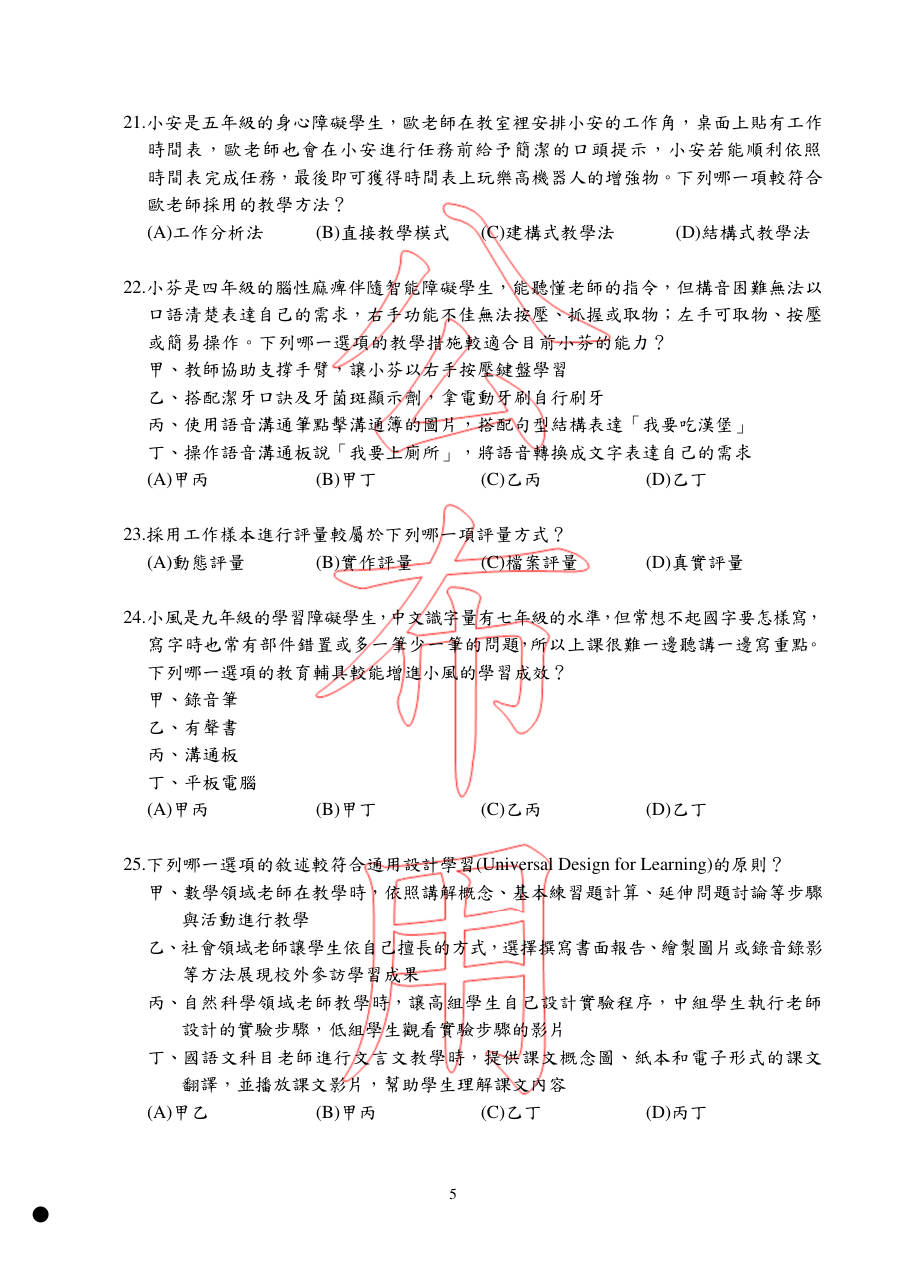 21.小安是五年級的身心障礙學生，歐老師在教室裡安排小安的工作角，桌面上貼有工作
時間表，歐老師也會在小安進行任務前給予簡潔的口頭提示，小安若能順利依照
時間表完成任務，最後即可獲得時間表上玩樂高機器人的增強物。下列哪一項較符合
歐老師採用的教學方法？
(A)工作分析法 (B)直接教學模式 (C)建構式教學法 (D)結構式教學法
22.小芬是四年級的腦性麻痺伴隨智能障礙學生，能聽懂老師的指令，但構音困難無法以
口語清楚表達自己的需求，右手功能不佳無法按壓、抓握或取物；左手可取物、按壓
或簡易操作。下列哪一選項的教學措施較適合目前小芬的能力？
甲、教師協助支撐手臂，讓小芬以右手按壓鍵盤學習
乙、搭配潔牙口訣及牙菌斑顯示劑，拿電動牙刷自行刷牙
丙、使用語音溝通筆點擊溝通簿的圖片，搭配句型結構表達「我要吃漢堡」
丁、操作語音溝通板說「我要上廁所」，將語音轉換成文字表達自己的需求
(A)甲丙 (B)甲丁 (C)乙丙 (D)乙丁
23.採用工作樣本進行評量較屬於下列哪一項評量方式？
(A)動態評量 (B)實作評量 (C)檔案評量 (D)真實評量
24.小風是九年級的學習障礙學生，中文識字量有七年級的水準，但常想不起國字要怎樣寫，
寫字時也常有部件錯置或多一筆少一筆的問題，所以上課很難一邊聽講一邊寫重點。
下列哪一選項的教育輔具較能增進小風的學習成效？
甲、錄音筆
乙、有聲書
丙、溝通板
丁、平板電腦
(A)甲丙 (B)甲丁 (C)乙丙 (D)乙丁
25.下列哪一選項的敘述較符合通用設計學習(Universal Design for Learning)的原則？
甲、數學領域老師在教學時，依照講解概念、基本練習題計算、延伸問題討論等步驟
與活動進行教學
乙、社會領域老師讓學生依自己擅長的方式，選擇撰寫書面報告、繪製圖片或錄音錄影
等方法展現校外參訪學習成果
丙、自然科學領域老師教學時，讓高組學生自己設計實驗程序，中組學生執行老師
設計的實驗步驟，低組學生觀看實驗步驟的影片
丁、國語文科目老師進行文言文教學時，提供課文概念圖、紙本和電子形式的課文
翻譯，並播放課文影片，幫助學生理解課文內容
(A)甲乙 (B)甲丙 (C)乙丁 (D)丙丁
公布用
5